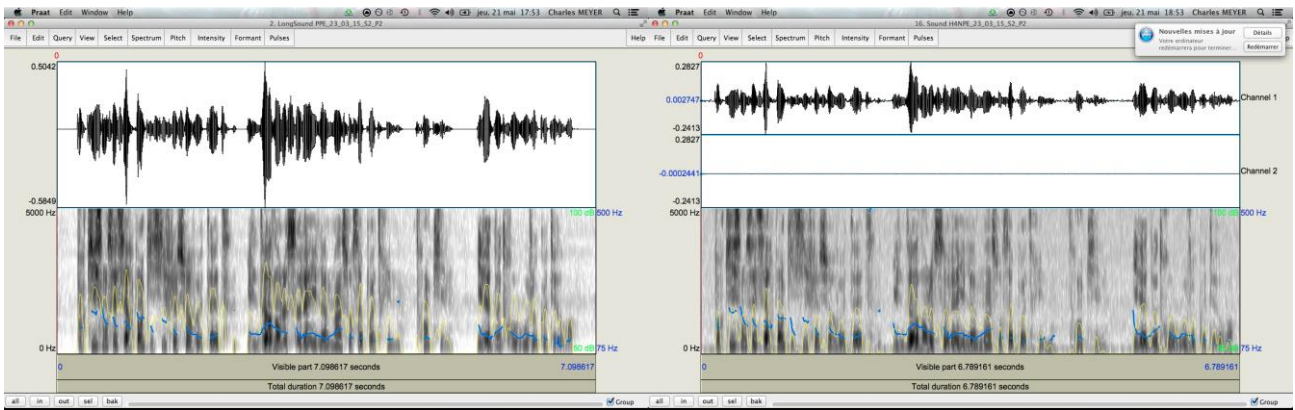 Praat Edit Window Help jeu. 21 mai 17:53 Charles MEYER
2. LongSound PPE_23_03_15_S2_P2
File Edit Query View Select Spectrum Pitch Intensity Formant Pulses Help
0
0.5042
-0.5849
5000 Hz
100 dB 500 Hz
0 Hz
50 dB 75 Hz
0 Visible part 7.098617 seconds 7.098617
Total duration 7.098617 seconds
all in out sel bak Group
Praat Edit Window Help jeu. 21 mai 18:53 Charles MEYER
16. Sound H4NPE_23_03_15_S2_P2
File Edit Query View Select Spectrum Pitch Intensity Formant Pulses
Nouvelles mises à jour
Votre ordinateur
redémarrera pour terminer...
Détails
Redémarrer
0
0.2827
0.002747
Channel 1
-0.2413
0.2827
-0.0002441
Channel 2
-0.2413
5000 Hz
500 Hz
0 Hz
75 Hz
0 Visible part 6.789161 seconds 6.789161
Total duration 6.789161 seconds
all in out sel bak Group